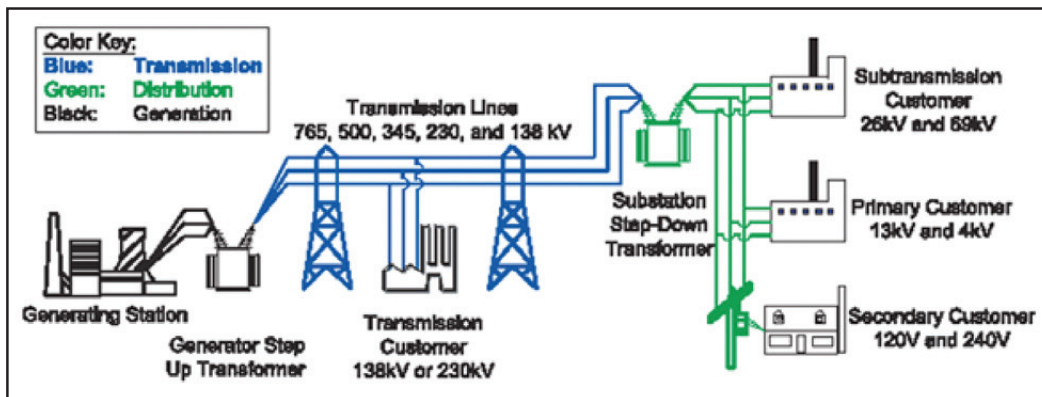 Color Key:
Blue: Transmission
Green: Distribution
Black: Generation
Transmission Lines
765, 500, 345, 230, and 138 kV
Subtransmission
Customer
26kV and 69kV
Substation
Step-Down
Transformer
Primary Customer
13kV and 4kV
Generating Station
Generator Step
Up Transformer
Transmission
Customer
138kV or 230kV
Secondary Customer
120V and 240V